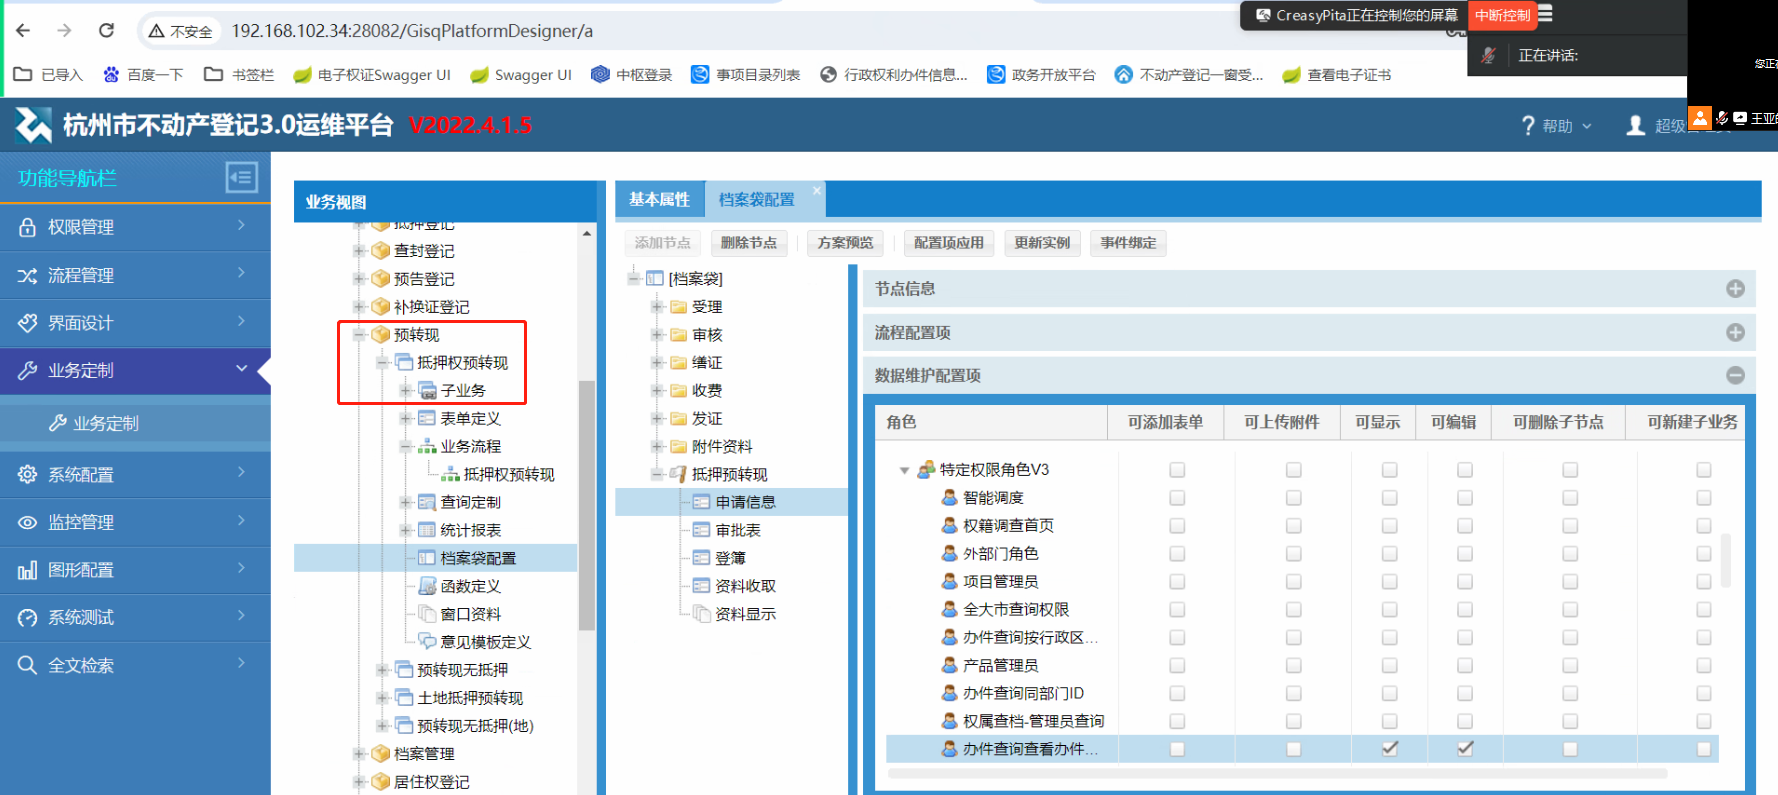 CreasyPita正在控制您的屏幕 中断控制
不安全 192.168.102.34:28082/GisqPlatformDesigner/a
正在讲话:
您正在
已导入 百度一下 书签栏 电子权证Swagger UI Swagger UI 中枢登录 事项目录列表 行政权利办件信息... 政务开放平台 不动产登记一窗受... 查看电子证书
王亚
杭州市不动产登记3.0运维平台 V2022.4.1.5 帮助 超级
功能导航栏
权限管理
流程管理
界面设计
业务定制
业务定制
系统配置
监控管理
图形配置
系统测试
全文检索
业务视图
抵押登记
查封登记
预告登记
补换证登记
预转现
抵押权预转现
子业务
表单定义
业务流程
抵押权预转现
查询定制
统计报表
档案袋配置
函数定义
窗口资料
意见模板定义
预转现无抵押
土地抵押预转现
预转现无抵押(地)
档案管理
居住权登记
基本属性 档案袋配置
添加节点 删除节点 方案预览 配置项应用 更新实例 事件绑定
[档案袋]
受理
审核
缮证
收费
发证
附件资料
抵押预转现
申请信息
审批表
登簿
资料收取
资料显示
节点信息
流程配置项
数据维护配置项
角色 可添加表单 可上传附件 可显示 可编辑 可删除子节点 可新建子业务
特定权限角色V3
智能调度
权籍调查首页
外部门角色
项目管理员
全大市查询权限
办件查询按行政区...
产品管理员
办件查询同部门ID
权属查档-管理员查询
办件查询查看办件...